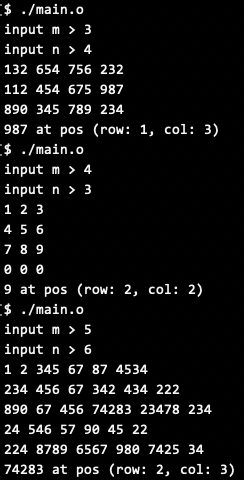 $ ./main.o
input m > 3
input n > 4
132 654 756 232
112 454 675 987
890 345 789 234
987 at pos (row: 1, col: 3)
$ ./main.o
input m > 4
input n > 3
1 2 3
4 5 6
7 8 9
0 0 0
9 at pos (row: 2, col: 2)
$ ./main.o
input m > 5
input n > 6
1 2 345 67 87 4534
234 456 67 342 434 222
890 67 456 74283 23478 234
24 546 57 90 45 22
224 8789 6567 980 7425 34
74283 at pos (row: 2, col: 3)